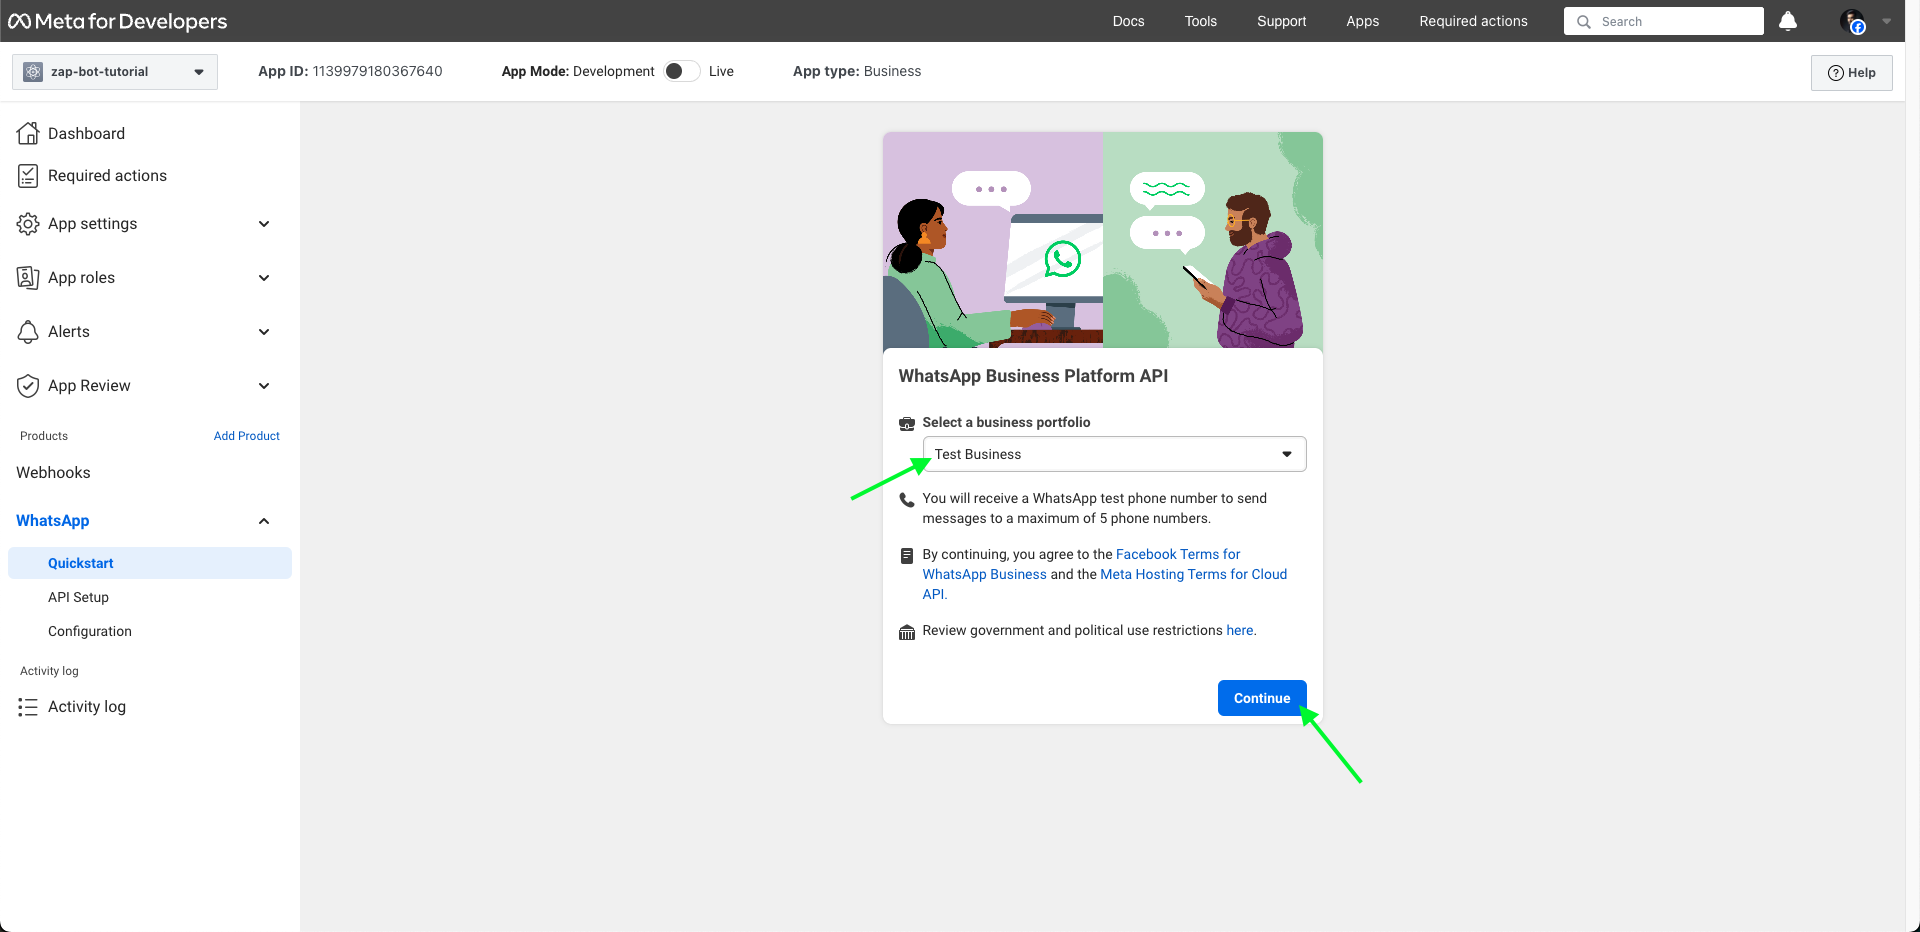 Meta for Developers
Docs
Tools
Support
Apps
Required actions
Search
zap-bot-tutorial
App ID: 1139979180367640
App Mode: Development
Live
App type: Business
Help
Dashboard
Required actions
App settings
App roles
Alerts
App Review
Products
Add Product
Webhooks
WhatsApp
Quickstart
API Setup
Configuration
Activity log
Activity log
WhatsApp Business Platform API
Select a business portfolio
Test Business
You will receive a WhatsApp test phone number to send
messages to a maximum of 5 phone numbers.
By continuing, you agree to the Facebook Terms for
WhatsApp Business and the Meta Hosting Terms for Cloud
API.
Review government and political use restrictions here.
Continue